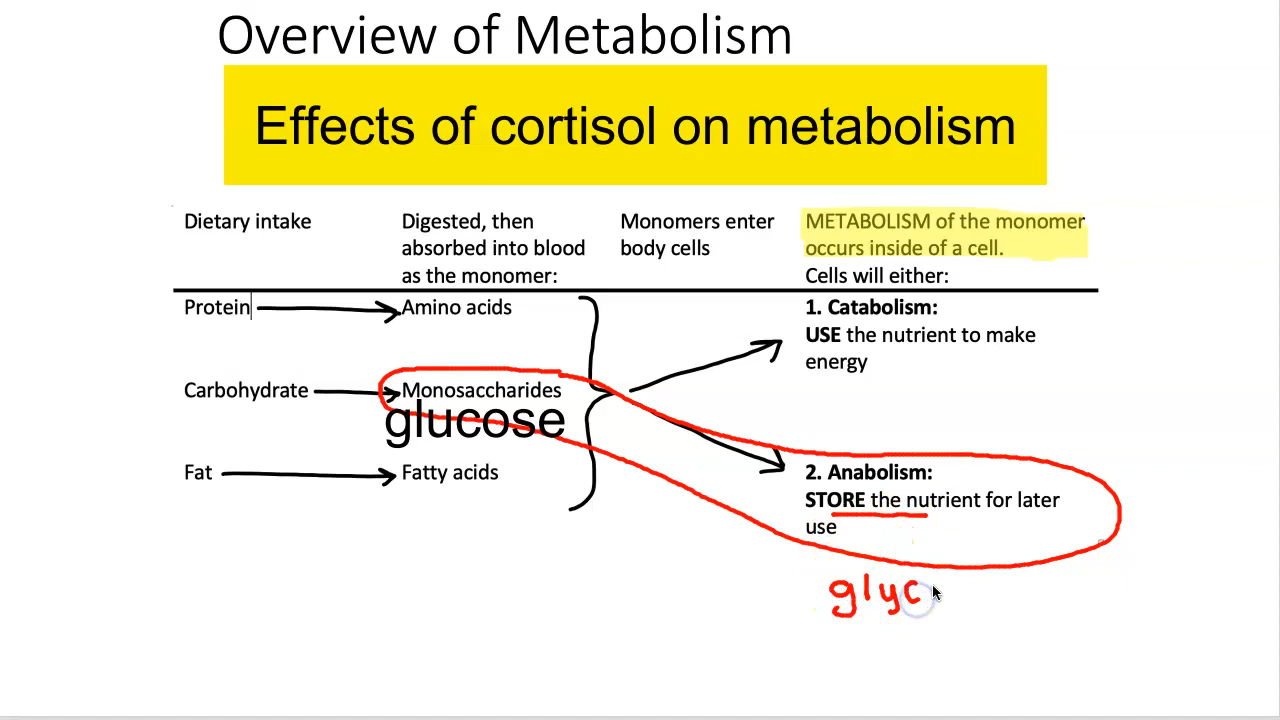 Overview of Metabolism
Effects of cortisol on metabolism
Dietary intake
Digested, then
absorbed into blood
as the monomer:
Monomers enter
body cells
METABOLISM of the monomer
occurs inside of a cell.
Cells will either:
Protein
Amino acids
1. Catabolism:
USE the nutrient to make
energy
Carbohydrate
Monosaccharides
glucose
Fat
Fatty acids
2. Anabolism:
STORE the nutrient for later
use
glyc